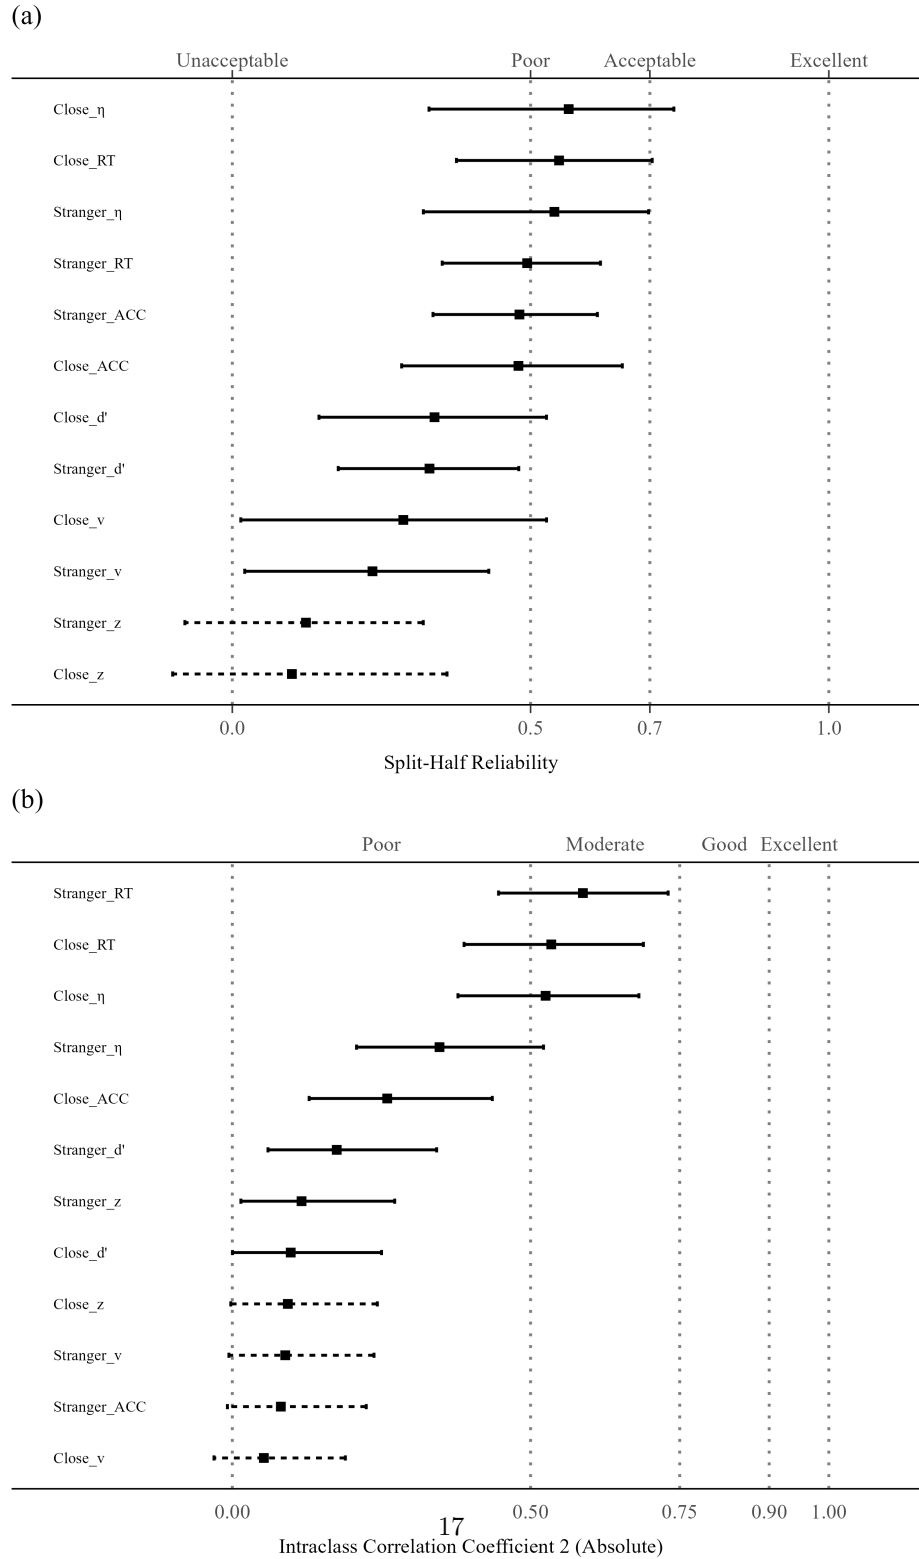 (a)
Unacceptable Poor Acceptable Excellent
Close_η
Close_RT
Stranger_η
Stranger_RT
Stranger_ACC
Close_ACC
Close_d'
Stranger_d'
Close_v
Stranger_v
Stranger_z
Close_z
0.0 0.5 0.7 1.0
Split-Half Reliability
(b)
Poor Moderate Good Excellent
Stranger_RT
Close_RT
Close_η
Stranger_η
Close_ACC
Stranger_d'
Stranger_z
Close_d'
Close_z
Stranger_v
Stranger_ACC
Close_v
0.00 0.50 0.75 0.90 1.00
17
Intraclass Correlation Coefficient 2 (Absolute)